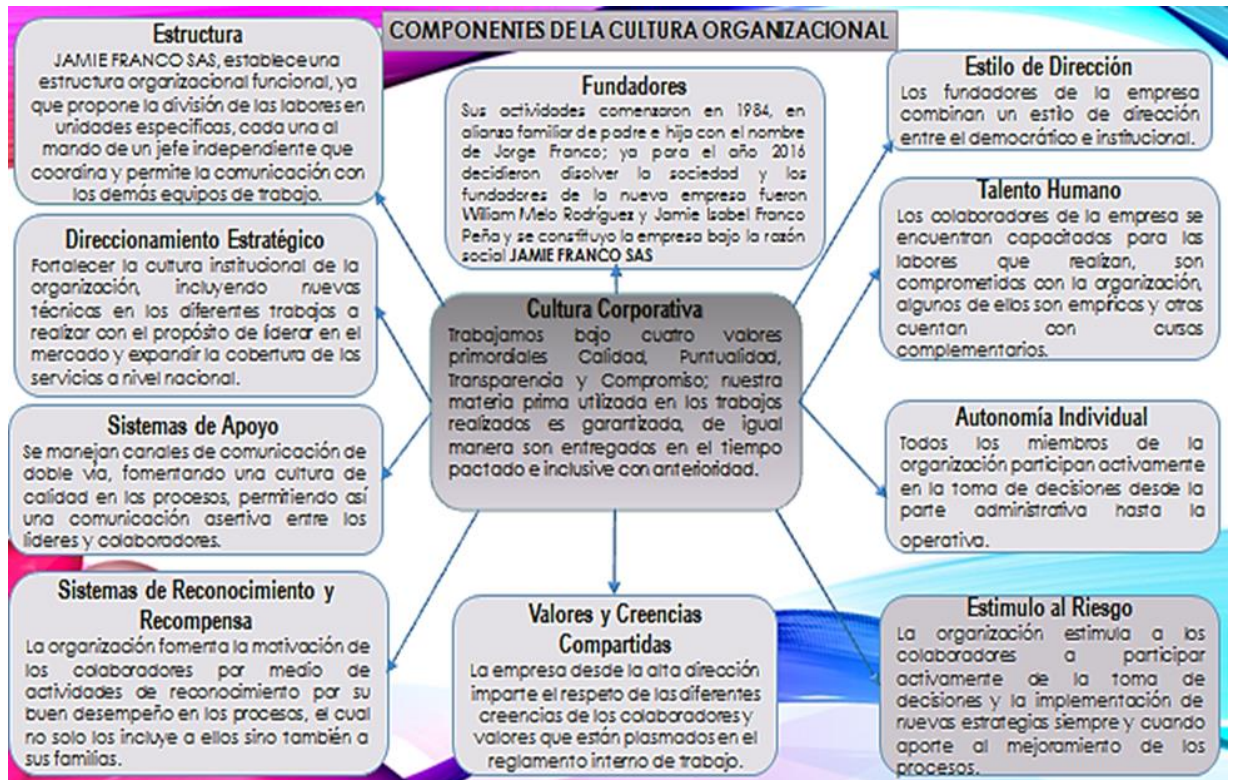 COMPONENTES DE LA CULTURA ORGANIZACIONAL
Estructura
JAMIE FRANCO SAS, establece una
estructura organizacional funcional, ya
que propone la división de las labores en
unidades especificas, cada una al
mando de un jefe independiente que
coordina y permite la comunicación con
los demás equipos de trabajo.
Fundadores
Sus actividades comenzaron en 1984, en
alianza familiar de padre e hija con el nombre
de Jorge Franco; ya para el año 2016
decidieron disolver la sociedad y los
fundadores de la nueva empresa fueron
William Melo Rodríguez y Jamie Isabel Franco
Peña y se constituyo la empresa bajo la razón
social JAMIE FRANCO SAS
Estilo de Dirección
Los fundadores de la empresa
combinan un estilo de dirección
entre el democrático e institucional.
Direccionamiento Estratégico
Fortalecer la cultura institucional de la
organización, incluyendo nuevas
técnicas en los diferentes trabajos a
realizar con el propósito de liderar en el
mercado y expandir la cobertura de los
servicios a nivel nacional.
Cultura Corporativa
Trabajamos bajo cuatro valores
primordiales Calidad, Puntualidad,
Transparencia y Compromiso; nuestra
materia prima utilizada en los trabajos
realizados es garantizada, de igual
manera son entregados en el tiempo
pactado e inclusive con anterioridad.
Talento Humano
Los colaboradores de la empresa se
encuentran capacitados para las
labores que realizan, son
comprometidos con la organización,
algunos de ellos son empíricos y otros
cuentan con cursos
complementarios.
Sistemas de Apoyo
Se manejan canales de comunicación de
doble vía, fomentando una cultura de
calidad en los procesos, permitiendo así
una comunicación asertiva entre los
líderes y colaboradores.
Autonomía Individual
Todos los miembros de la
organización participan activamente
en la toma de decisiones desde la
parte administrativa hasta la
operativa.
Sistemas de Reconocimiento y
Recompensa
La organización fomenta la motivación de
los colaboradores por medio de
actividades de reconocimiento por su
buen desempeño en los procesos, el cual
no solo los incluye a ellos sino también a
sus familias.
Valores y Creencias
Compartidas
La empresa desde la alta dirección
imparte el respeto de las diferentes
creencias de los colaboradores y
valores que están plasmados en el
reglamento interno de trabajo.
Estimulo al Riesgo
La organización estimula a los
colaboradores a participar
activamente de la toma de
decisiones y la implementación de
nuevas estrategias siempre y cuando
aporte al mejoramiento de los
procesos.